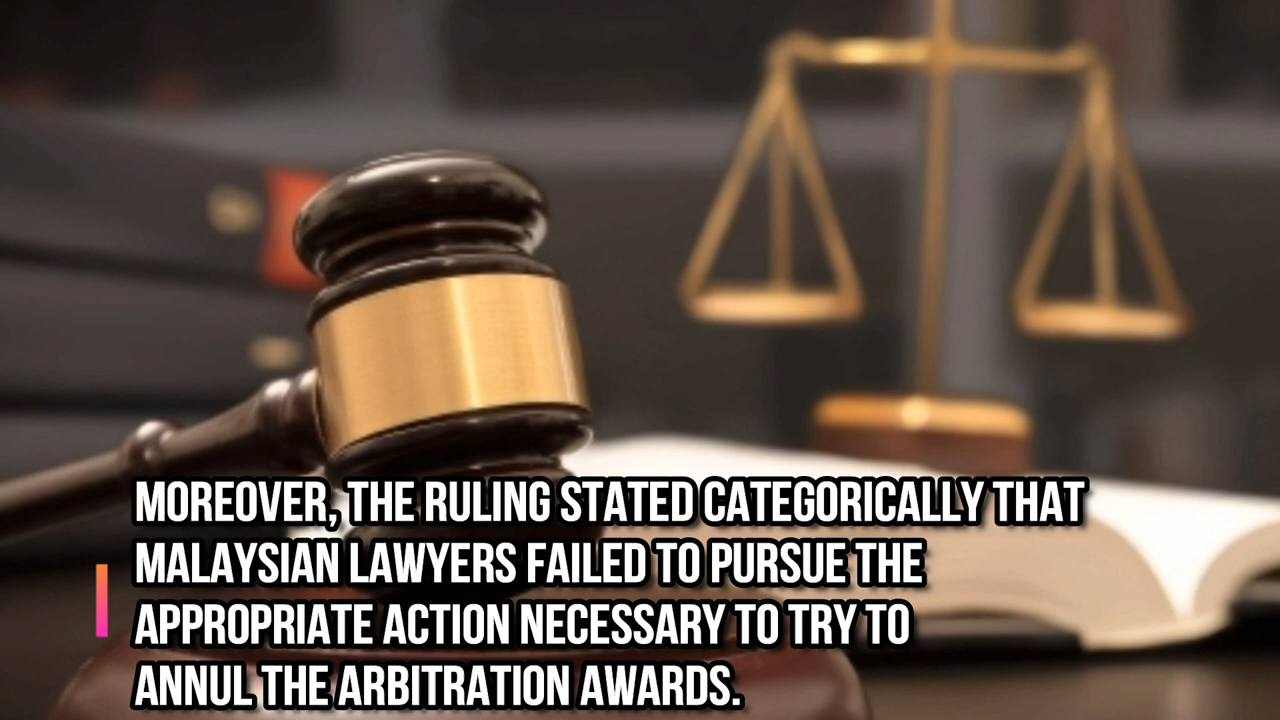 MOREOVER, THE RULING STATED CATEGORICALLY THAT
MALAYSIAN LAWYERS FAILED TO PURSUE THE
APPROPRIATE ACTION NECESSARY TO TRY TO
ANNUL THE ARBITRATION AWARDS.